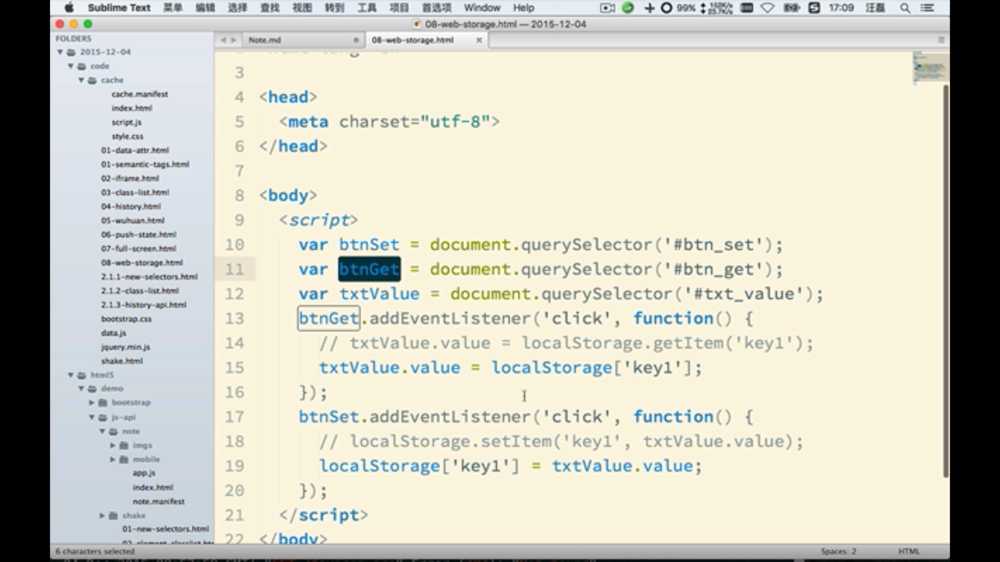 Sublime Text 菜单 编辑 选择 查找 视图 转到 工具 项目 首选项 Window Help 99% 17:09 汪磊
08-web-storage.html — 2015-12-04
FOLDERS
2015-12-04
code
cache
cache.manifest
index.html
script.js
style.css
01-data-attr.html
01-semantic-tags.html
02-iframe.html
03-class-list.html
04-history.html
05-wuhuan.html
06-push-state.html
07-full-screen.html
08-web-storage.html
2.1.1-new-selectors.html
2.1.2-class-list.html
2.1.3-history-api.html
bootstrap.css
data.js
jquery.min.js
shake.html
html5
demo
bootstrap
js-api
note
imgs
mobile
app.js
index.html
note.manifest
shake
01-new-selectors.html
Note.md 08-web-storage.html
3
4 <head>
5 <meta charset="utf-8">
6 </head>
7
8 <body>
9 <script>
10 var btnSet = document.querySelector('#btn_set');
11 var btnGet = document.querySelector('#btn_get');
12 var txtValue = document.querySelector('#txt_value');
13 btnGet.addEventListener('click', function() {
14 // txtValue.value = localStorage.getItem('key1');
15 txtValue.value = localStorage['key1'];
16 });
17 btnSet.addEventListener('click', function() {
18 // localStorage.setItem('key1', txtValue.value);
19 localStorage['key1'] = txtValue.value;
20 });
21 </script>
22 </body>
6 characters selected Spaces: 2 HTML